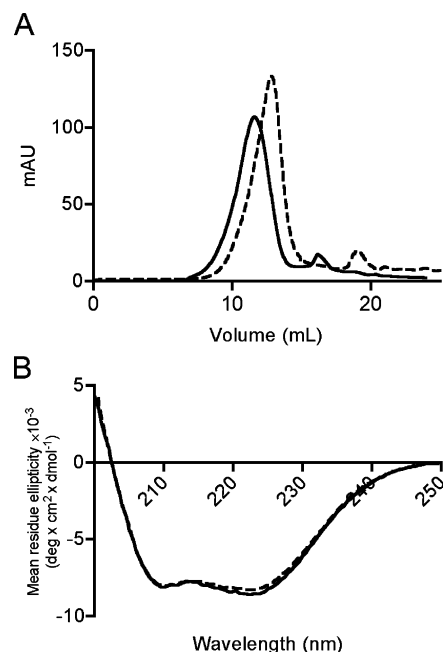 A
150
100
50
0
mAU
0
10
20
Volume (mL)
B
5
0
-5
-10
Mean residue ellipticity ×10⁻³
(deg x cm² x dmol⁻¹)
210
220
230
240
250
Wavelength (nm)